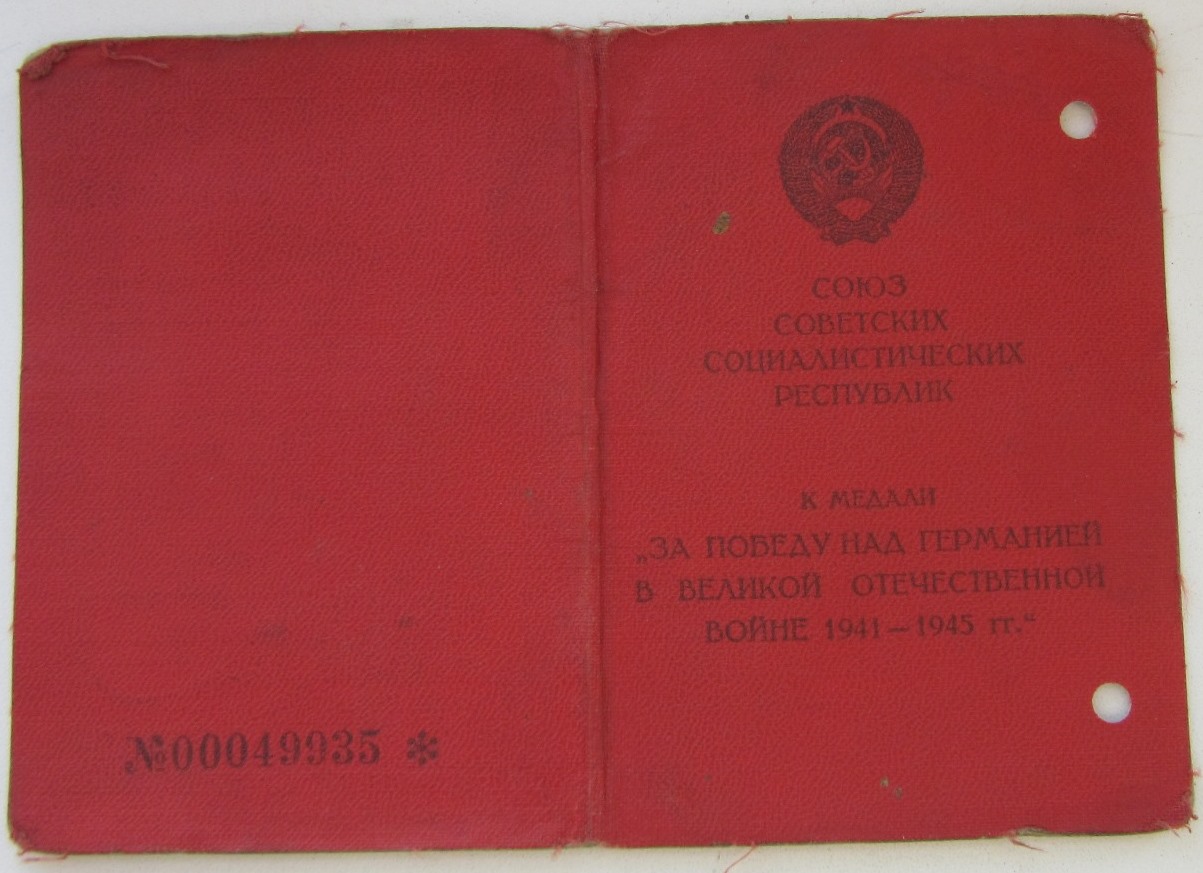 №00049935 *
СОЮЗ
СОВЕТСКИХ
СОЦИАЛИСТИЧЕСКИХ
РЕСПУБЛИК
К МЕДАЛИ
„ЗА ПОБЕДУ НАД ГЕРМАНИЕЙ
В ВЕЛИКОЙ ОТЕЧЕСТВЕННОЙ
ВОЙНЕ 1941—1945 гг.“